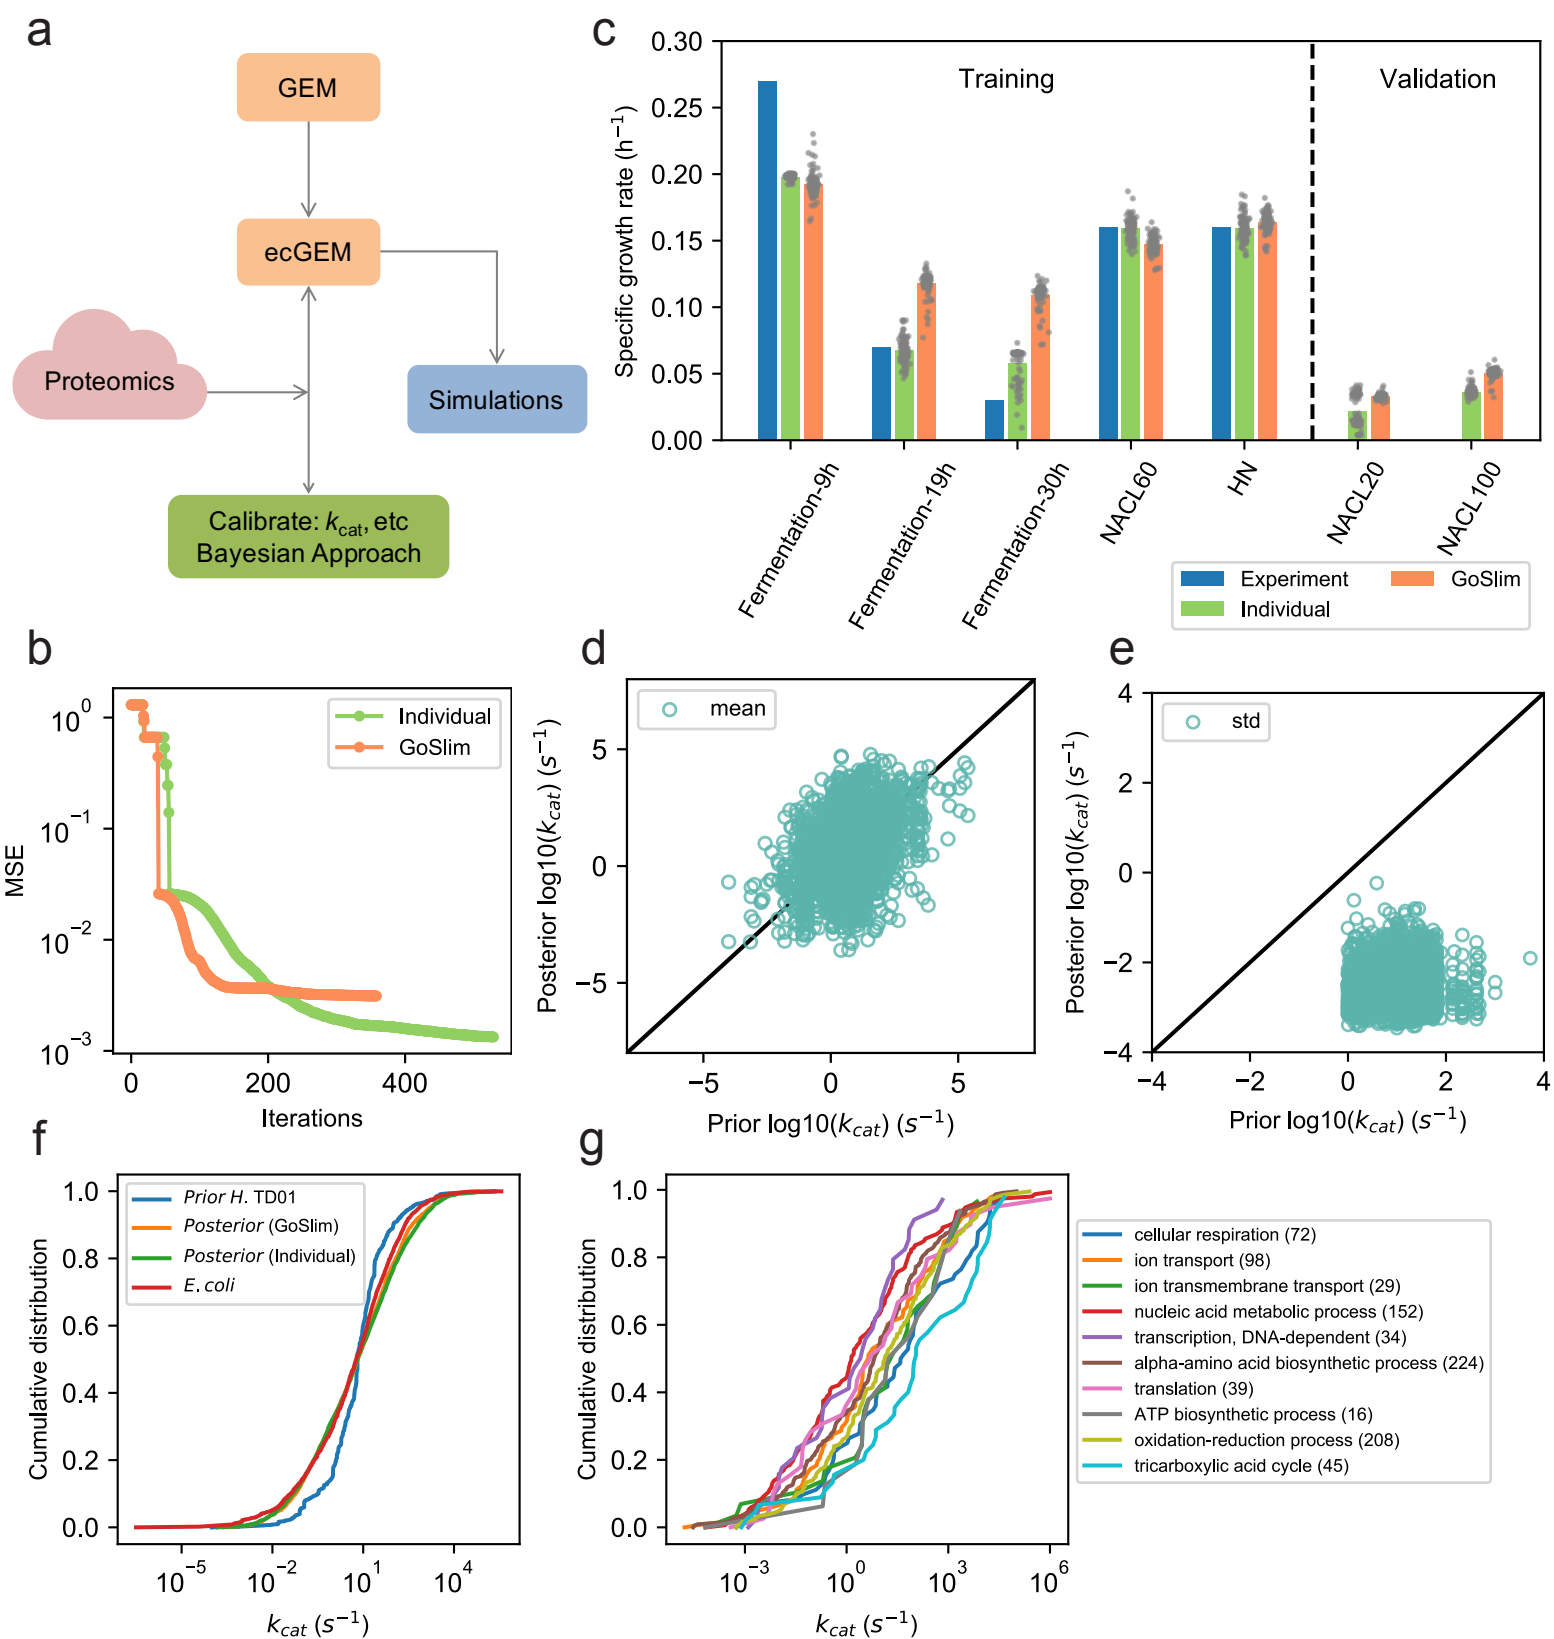 a
GEM
ecGEM
Proteomics
Simulations
Calibrate: kcat, etc
Bayesian Approach
c
Specific growth rate (h−1)
0.30
0.25
0.20
0.15
0.10
0.05
0.00
Training
Validation
Fermentation-9h
Fermentation-19h
Fermentation-30h
NACL60
HN
NACL20
NACL100
Experiment
Individual
GoSlim
b
MSE
10^0
10^−1
10^−2
10^−3
Individual
GoSlim
0
200
400
Iterations
d
mean
Posterior log10(kcat) (s−1)
5
0
−5
−5
0
5
Prior log10(kcat) (s−1)
e
std
Posterior log10(kcat) (s−1)
4
2
0
−2
−4
−4
−2
0
2
4
Prior log10(kcat) (s−1)
f
Cumulative distribution
1.0
0.8
0.6
0.4
0.2
0.0
Prior H. TD01
Posterior (GoSlim)
Posterior (Individual)
E. coli
10^−5
10^−2
10^1
10^4
kcat (s−1)
g
Cumulative distribution
1.0
0.8
0.6
0.4
0.2
0.0
10^−3
10^0
10^3
10^6
kcat (s−1)
cellular respiration (72)
ion transport (98)
ion transmembrane transport (29)
nucleic acid metabolic process (152)
transcription, DNA-dependent (34)
alpha-amino acid biosynthetic process (224)
translation (39)
ATP biosynthetic process (16)
oxidation-reduction process (208)
tricarboxylic acid cycle (45)